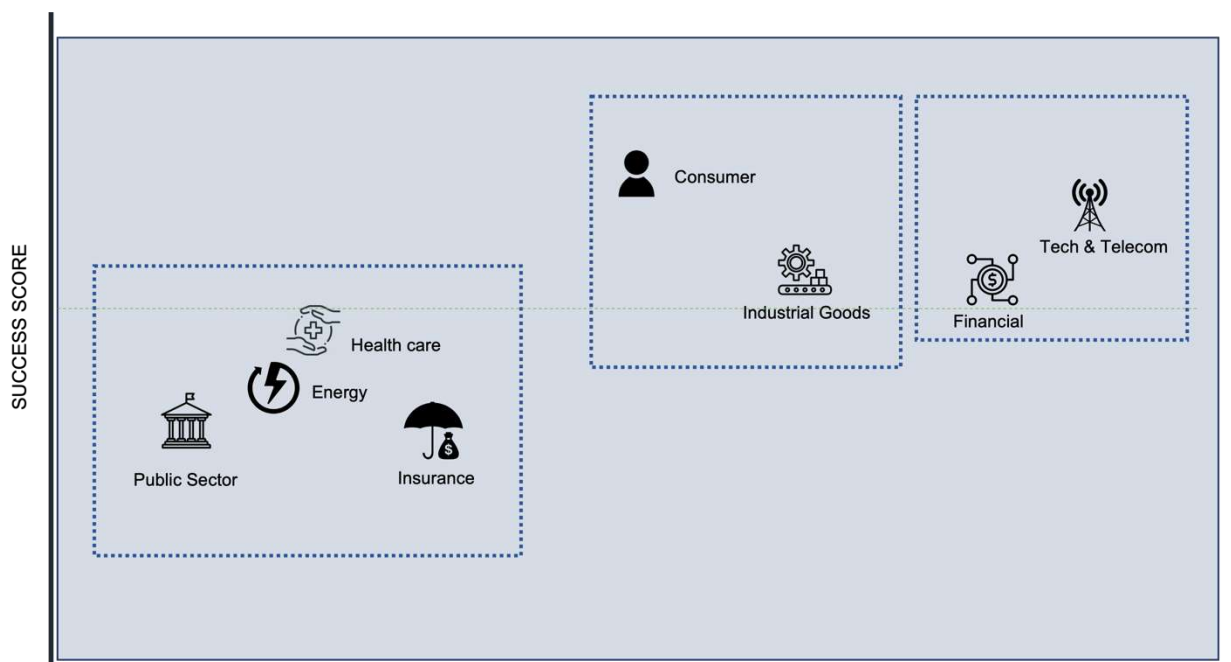 SUCCESS SCORE
Consumer
Tech & Telecom
Industrial Goods
Financial
Health care
Energy
Public Sector
Insurance
$
$